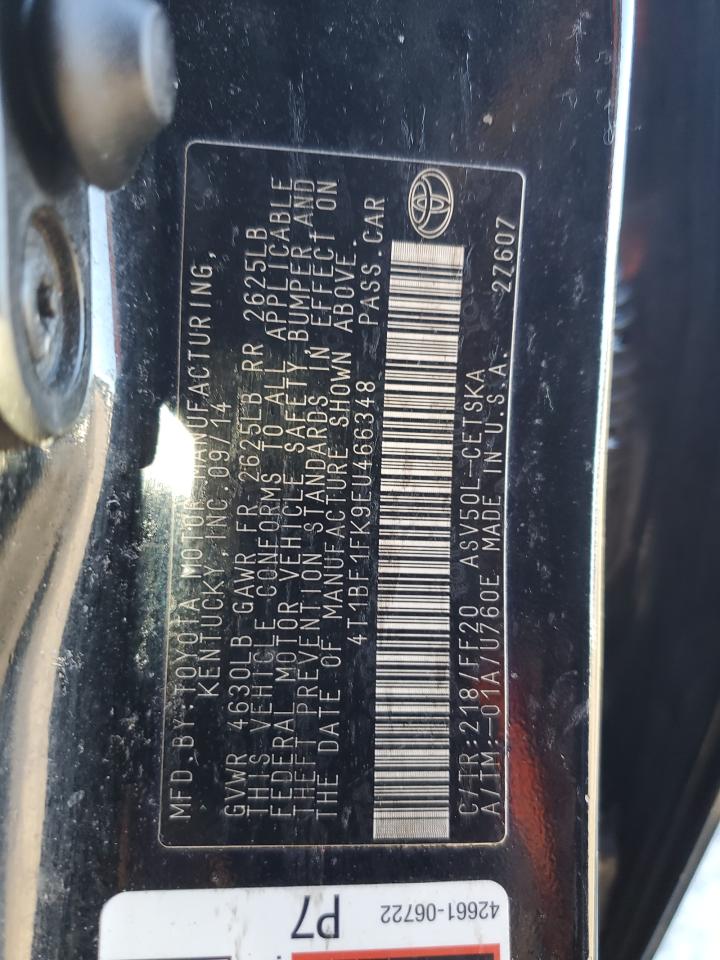 MFD.BY:TOYOTA MOTOR MANUFACTURING,
KENTUCKY,INC.09/14
GVWR 4630LB GAWR FR 2625LB RR 2625LB
THIS VEHICLE CONFORMS TO ALL APPLICABLE
FEDERAL MOTOR VEHICLE SAFETY,BUMPER,AND
THEFT PREVENTION STANDARDS IN EFFECT ON
THE DATE OF MANUFACTURE SHOWN ABOVE.
4T1BF1FK9EU466348 PASS.CAR
C/TR:218/FF20 ASV50L-CETSKA
A/TM:-01A/U760E MADE IN U.S.A. 2Z607
P7
42661-06722